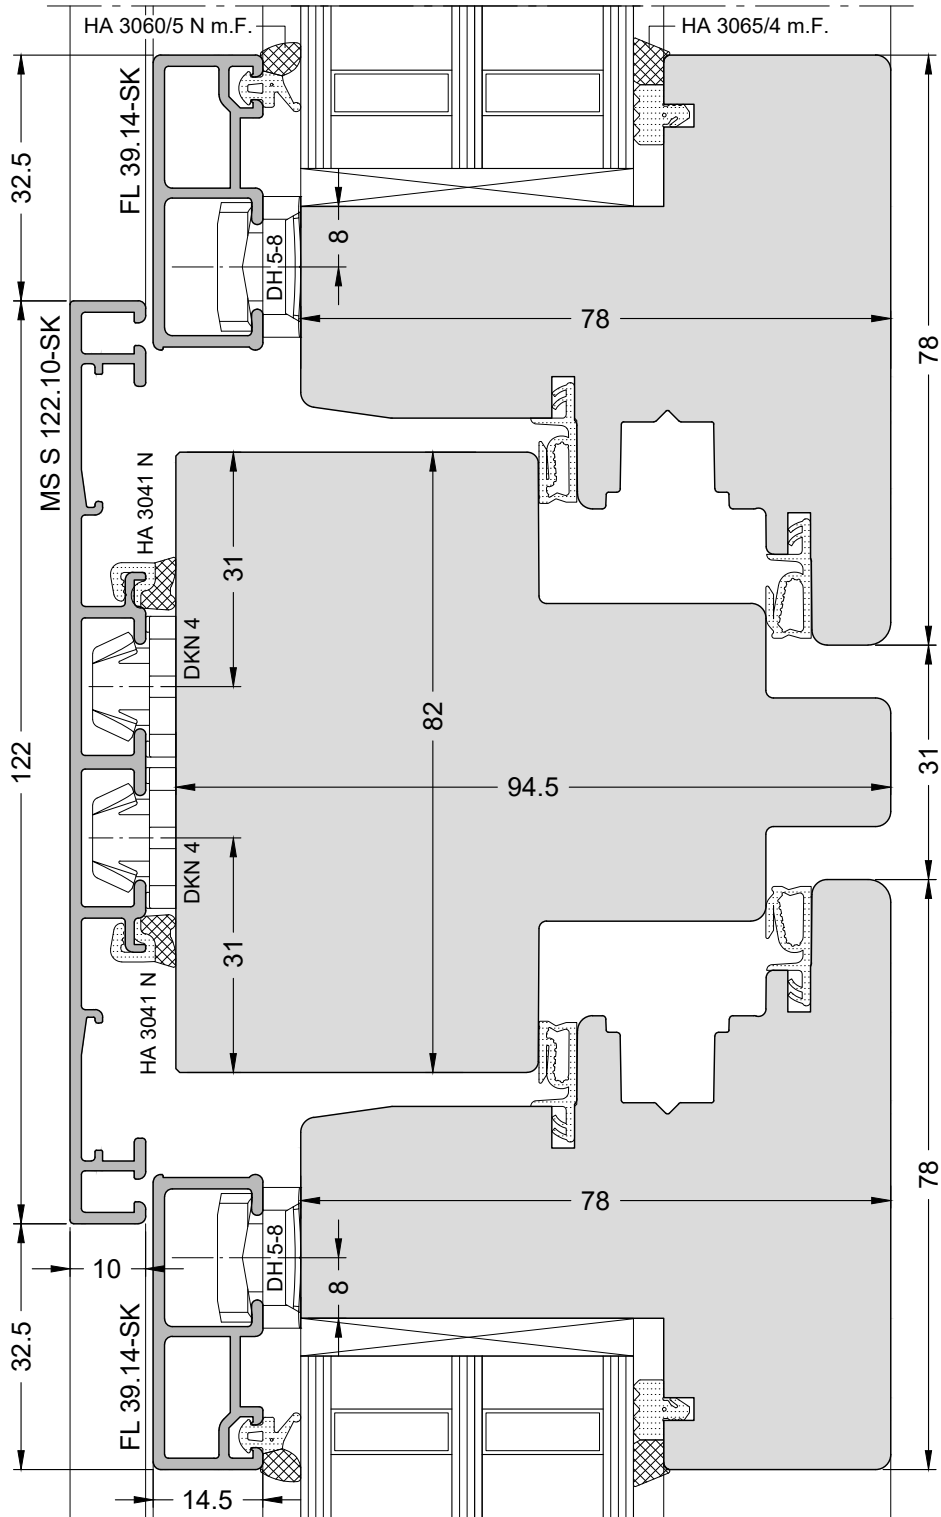 HA 3060/5 N m.F.
HA 3065/4 m.F.
FL 39.14-SK
32.5
8
DH 5-8
78
78
MS S 122.10-SK
HA 3041 N
31
DKN 4
82
122
94.5
31
DKN 4
31
HA 3041 N
78
78
DH 5-8
10
8
FL 39.14-SK
32.5
14.5